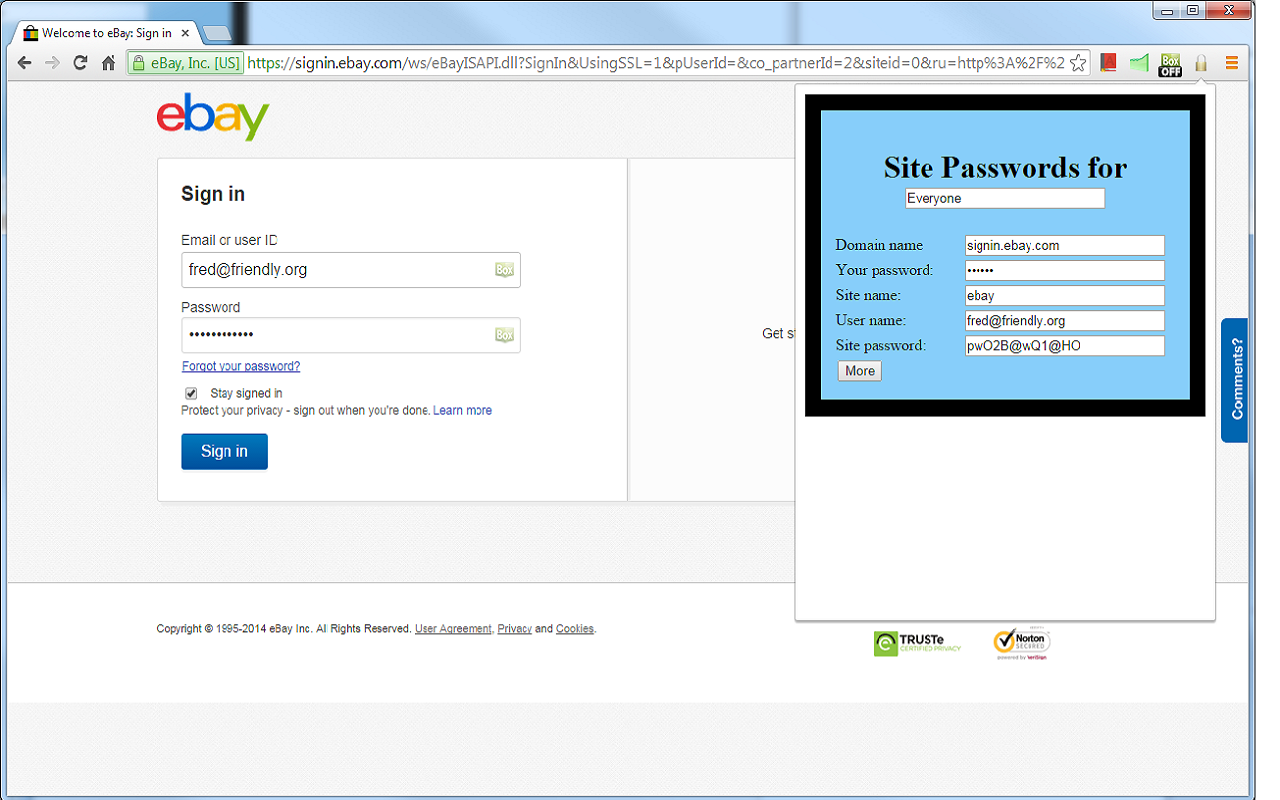 Welcome to eBay: Sign in
eBay, Inc. [US] https://signin.ebay.com/ws/eBayISAPI.dll?SignIn&UsingSSL=1&pUserId=&co_partnerId=2&siteid=0&ru=http%3A%2F%2
Box
OFF
ebay
Sign in
Email or user ID
fred@friendly.org
Box
Password
••••••••••••
Box
Forgot your password?
Stay signed in
Protect your privacy - sign out when you're done. Learn more
Sign in
Get st
Site Passwords for
Everyone
Domain name signin.ebay.com
Your password: ••••••
Site name: ebay
User name: fred@friendly.org
Site password: pwO2B@wQ1@HO
More
Comments?
Copyright © 1995-2014 eBay Inc. All Rights Reserved. User Agreement, Privacy and Cookies.
TRUSTe
CERTIFIED PRIVACY
Norton
SECURED
powered by VeriSign